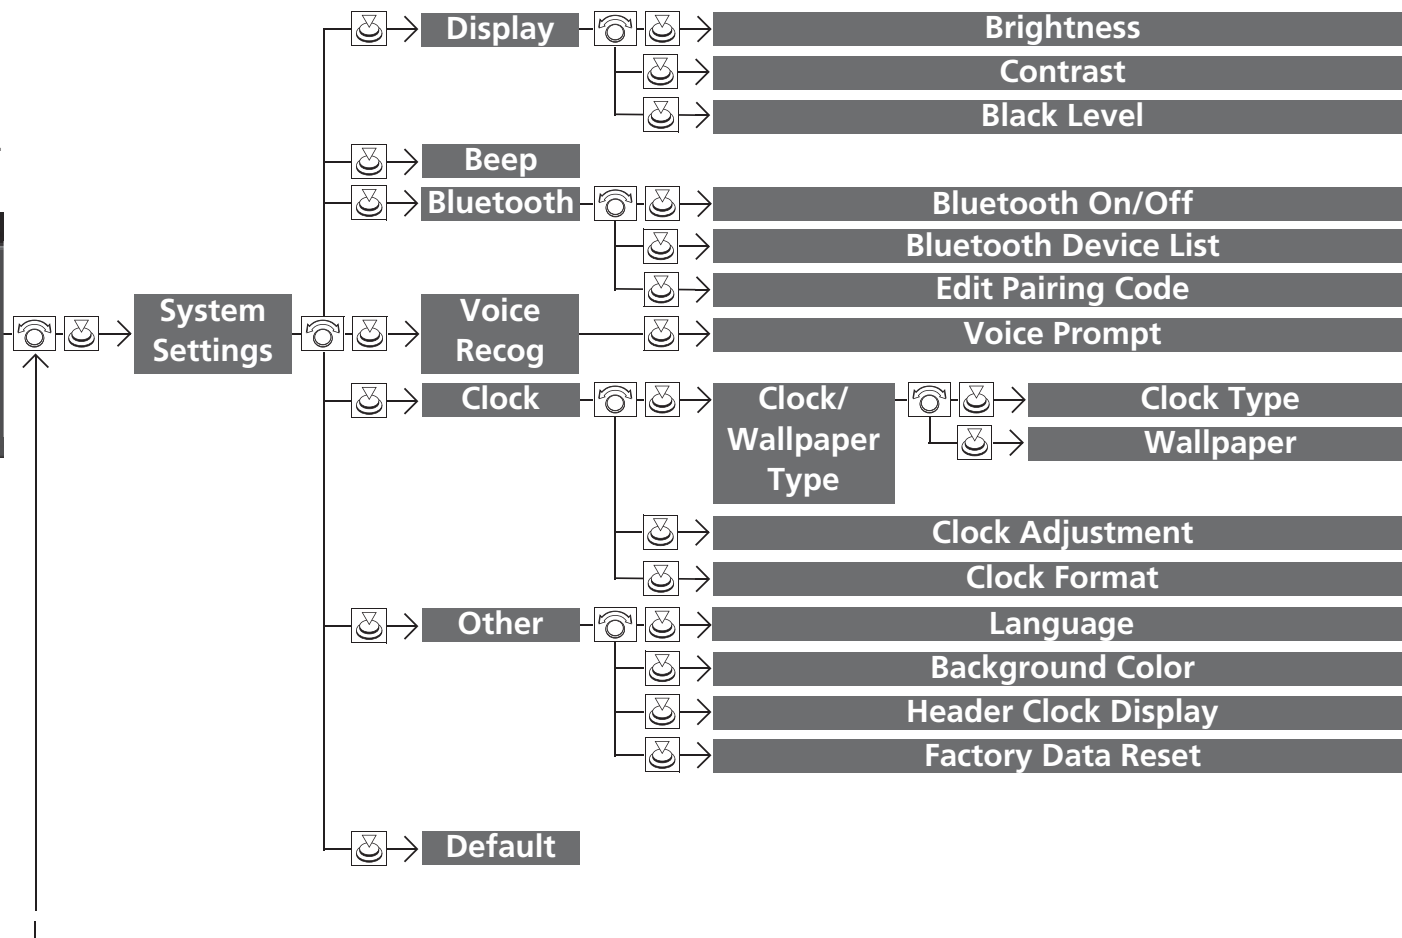 Display
Brightness
Contrast
Black Level
Beep
Bluetooth
Bluetooth On/Off
Bluetooth Device List
Edit Pairing Code
System
Settings
Voice
Recog
Voice Prompt
Clock
Clock/
Wallpaper
Type
Clock Type
Wallpaper
Clock Adjustment
Clock Format
Other
Language
Background Color
Header Clock Display
Factory Data Reset
Default